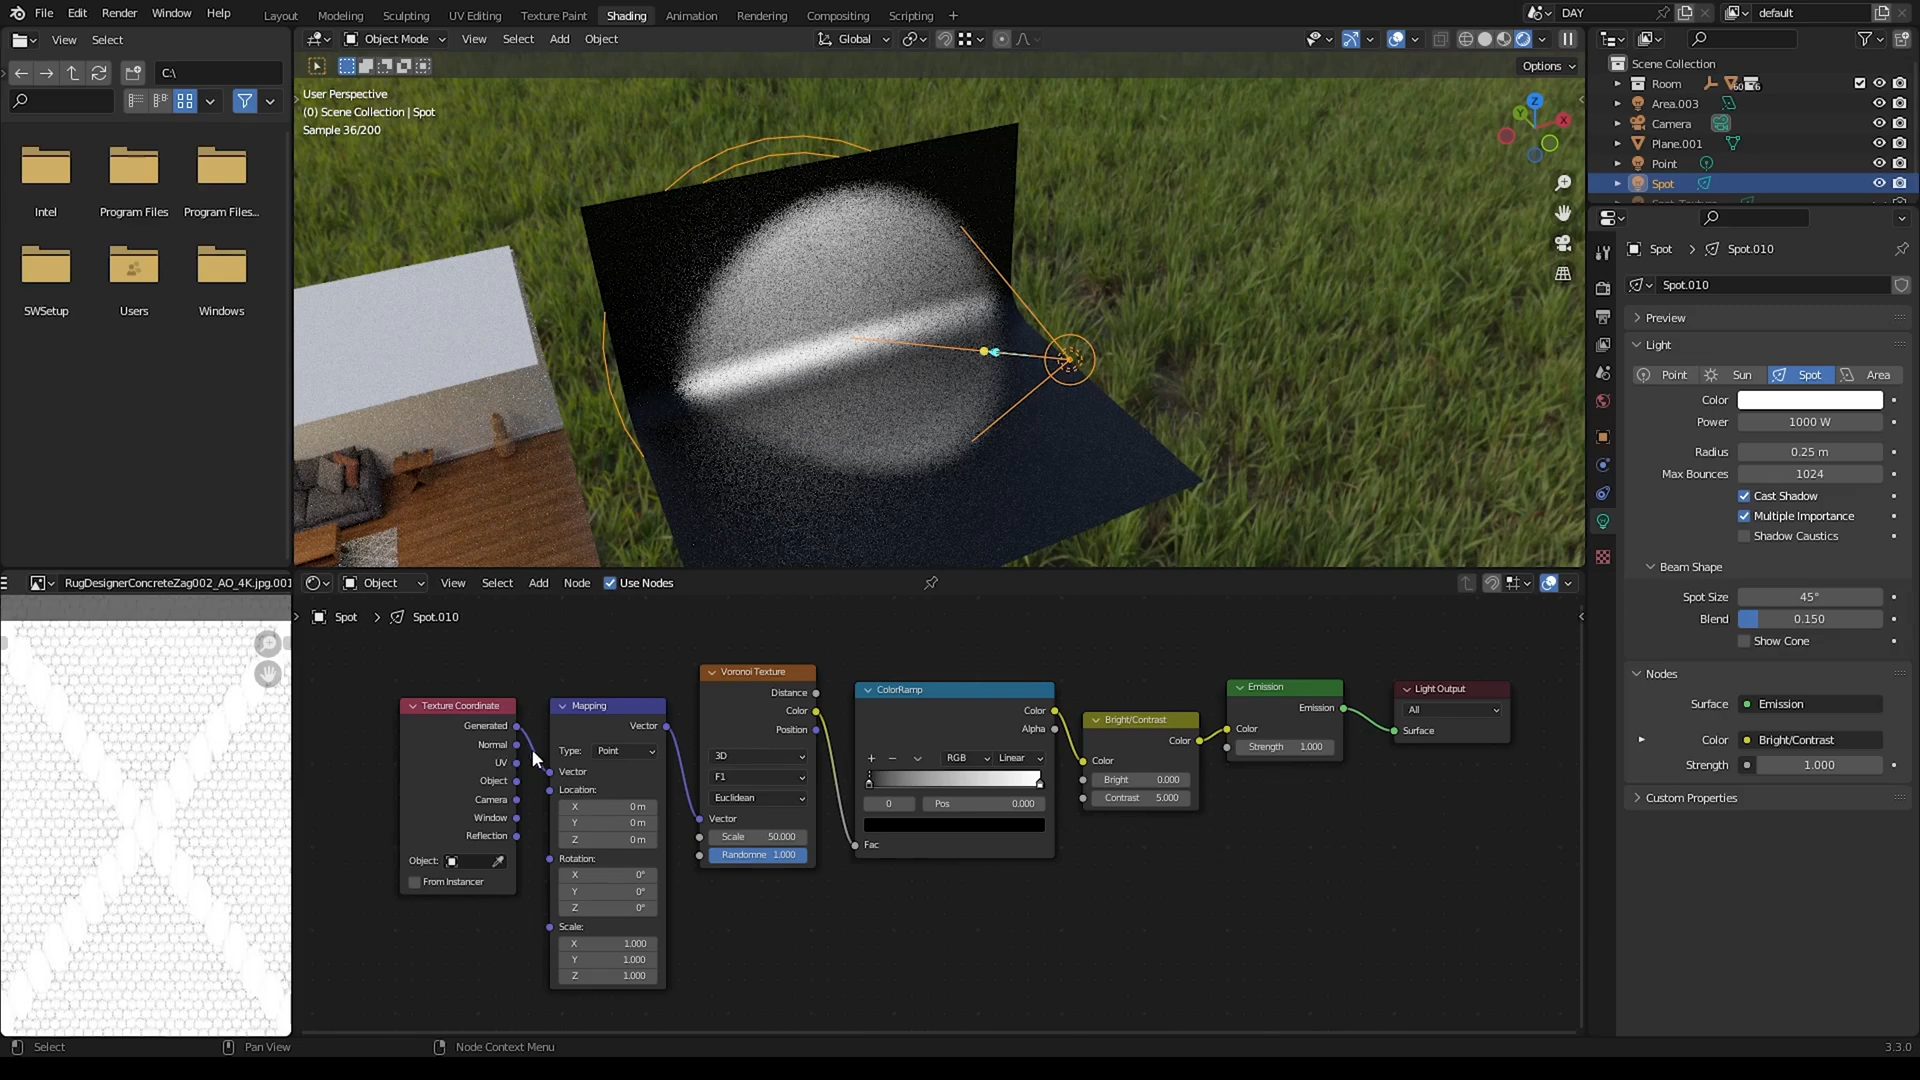 File Edit Render Window Help Layout Modeling Sculpting UV Editing Texture Paint Shading Animation Rendering Compositing Scripting + DAY default
View Select
Object Mode View Select Add Object Global
Options
C:\
Intel Program Files Program Files...
SWSetup Users Windows
User Perspective
(0) Scene Collection | Spot
Sample 36/200
Z
Y
X
Scene Collection
Room 60 6
Area.003
Camera
Plane.001
Point
Spot
Spot > Spot.010
Spot.010
Preview
Light
Point Sun Spot Area
Color
Power 1000 W
Radius 0.25 m
Max Bounces 1024
Cast Shadow
Multiple Importance
Shadow Caustics
Beam Shape
Spot Size 45°
Blend 0.150
Show Cone
Nodes
Surface Emission
Color Bright/Contrast
Strength 1.000
Custom Properties
RugDesignerConcreteZag002_AO_4K.jpg.001
Object View Select Add Node Use Nodes
Spot > Spot.010
Texture Coordinate
Generated
Normal
UV
Object
Camera
Window
Reflection
Object:
From Instancer
Mapping
Vector
Type: Point
Vector
Location:
X 0 m
Y 0 m
Z 0 m
Rotation:
X 0°
Y 0°
Z 0°
Scale:
X 1.000
Y 1.000
Z 1.000
Voronoi Texture
Distance
Color
Position
3D
F1
Euclidean
Vector
Scale 50.000
Randomne 1.000
ColorRamp
Color
Alpha
+ − RGB Linear
0 Pos 0.000
Fac
Bright/Contrast
Color
Color
Bright 0.000
Contrast 5.000
Emission
Emission
Color
Strength 1.000
Light Output
All
Surface
Select Pan View Node Context Menu 3.3.0